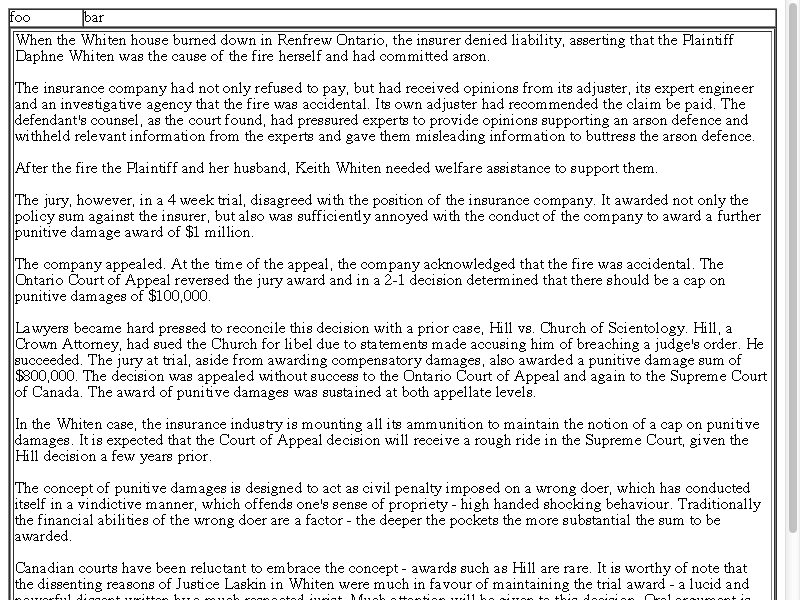 foo bar
When the Whiten house burned down in Renfrew Ontario, the insurer denied liability, asserting that the Plaintiff
Daphne Whiten was the cause of the fire herself and had committed arson.
The insurance company had not only refused to pay, but had received opinions from its adjuster, its expert engineer
and an investigative agency that the fire was accidental. Its own adjuster had recommended the claim be paid. The
defendant's counsel, as the court found, had pressured experts to provide opinions supporting an arson defence and
withheld relevant information from the experts and gave them misleading information to buttress the arson defence.
After the fire the Plaintiff and her husband, Keith Whiten needed welfare assistance to support them.
The jury, however, in a 4 week trial, disagreed with the position of the insurance company. It awarded not only the
policy sum against the insurer, but also was sufficiently annoyed with the conduct of the company to award a further
punitive damage award of $1 million.
The company appealed. At the time of the appeal, the company acknowledged that the fire was accidental. The
Ontario Court of Appeal reversed the jury award and in a 2-1 decision determined that there should be a cap on
punitive damages of $100,000.
Lawyers became hard pressed to reconcile this decision with a prior case, Hill vs. Church of Scientology. Hill, a
Crown Attorney, had sued the Church for libel due to statements made accusing him of breaching a judge's order. He
succeeded. The jury at trial, aside from awarding compensatory damages, also awarded a punitive damage sum of
$800,000. The decision was appealed without success to the Ontario Court of Appeal and again to the Supreme Court
of Canada. The award of punitive damages was sustained at both appellate levels.
In the Whiten case, the insurance industry is mounting all its ammunition to maintain the notion of a cap on punitive
damages. It is expected that the Court of Appeal decision will receive a rough ride in the Supreme Court, given the
Hill decision a few years prior.
The concept of punitive damages is designed to act as civil penalty imposed on a wrong doer, which has conducted
itself in a vindictive manner, which offends one's sense of propriety - high handed shocking behaviour. Traditionally
the financial abilities of the wrong doer are a factor - the deeper the pockets the more substantial the sum to be
awarded.
Canadian courts have been reluctant to embrace the concept - awards such as Hill are rare. It is worthy of note that
the dissenting reasons of Justice Laskin in Whiten were much in favour of maintaining the trial award - a lucid and
powerful dissent written by a much respected jurist. Much attention will be given to this decision. Oral argument is